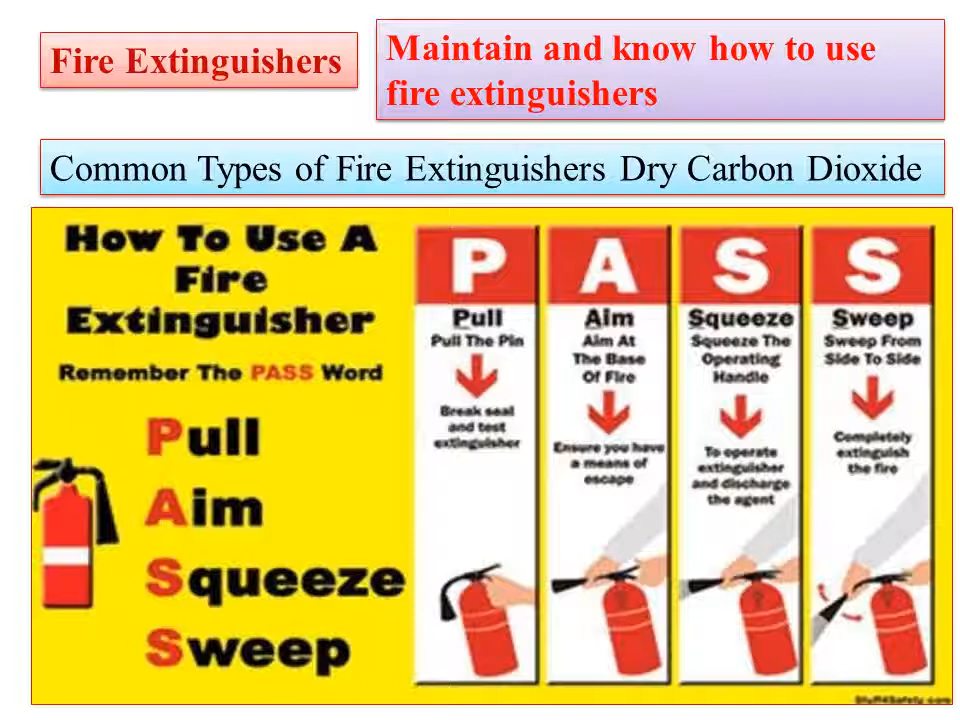 Fire Extinguishers
Maintain and know how to use
fire extinguishers
Common Types of Fire Extinguishers Dry Carbon Dioxide
How To Use A
Fire
Extinguisher
Remember The PASS Word
Pull
Aim
Squeeze
Sweep
P
Pull
Pull The Pin
Break seal
and test
extinguisher
A
Aim
Aim At
The Base
Of Fire
Ensure you have
a means of
escape
S
Squeeze
Squeeze The
Operating
Handle
To operate
extinguisher
and discharge
the agent
S
Sweep
Sweep From
Side To Side
Completely
extinguish
the fire
Stuff4Safety.com